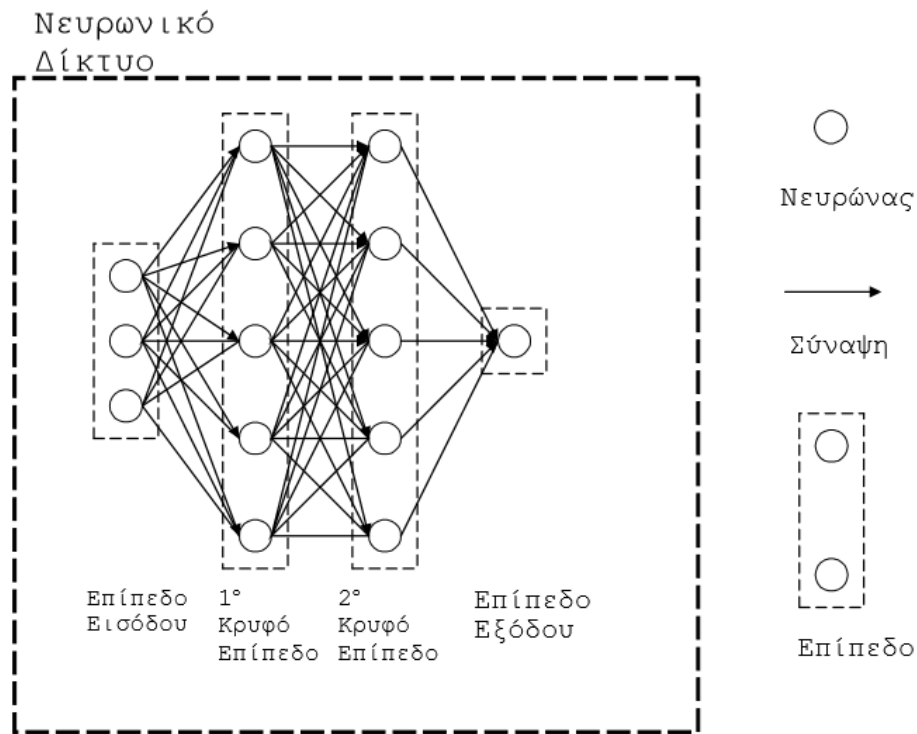 Νευρωνικό
Δίκτυο
Νευρώνας
Σύναψη
Επίπεδο
Εισόδου
1°
Κρυφό
Επίπεδο
2°
Κρυφό
Επίπεδο
Επίπεδο
Εξόδου
Επίπεδο